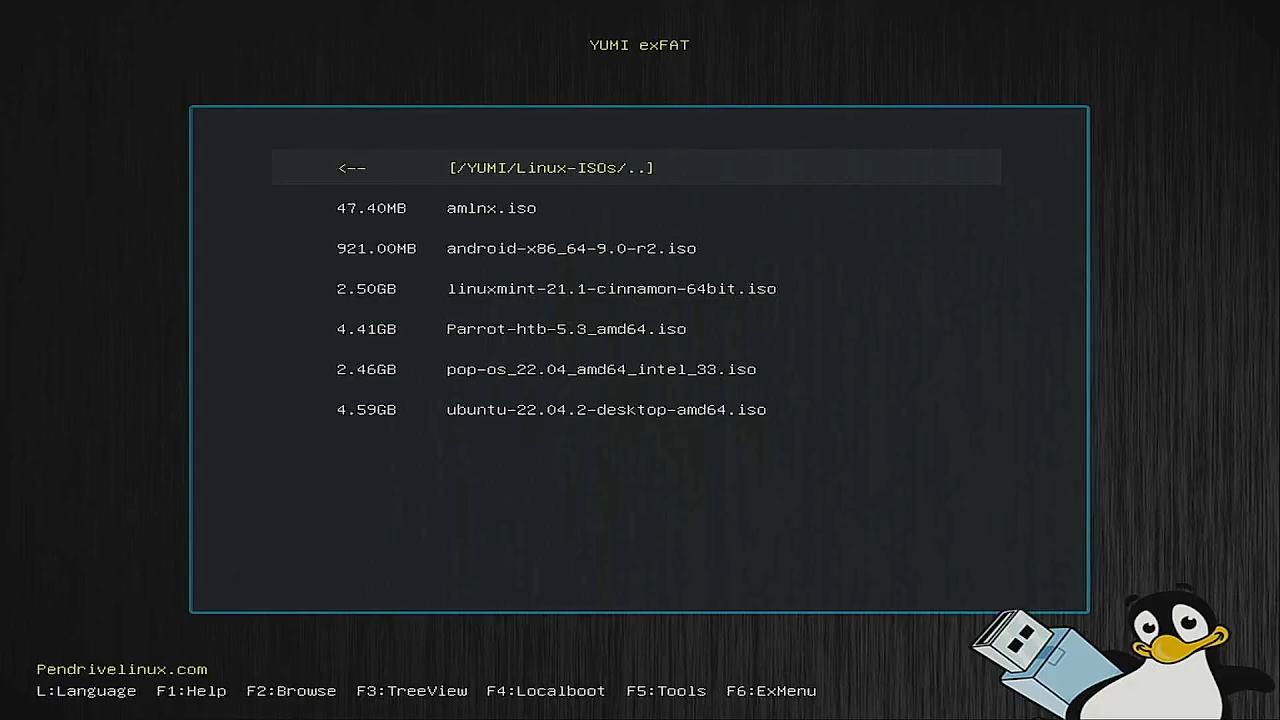 YUMI exFAT
<-- [/YUMI/Linux-ISOs/..]
47.40MB amlnx.iso
921.00MB android-x86_64-9.0-r2.iso
2.50GB linuxmint-21.1-cinnamon-64bit.iso
4.41GB Parrot-htb-5.3_amd64.iso
2.46GB pop-os_22.04_amd64_intel_33.iso
4.59GB ubuntu-22.04.2-desktop-amd64.iso
Pendrivelinux.com
L:Language F1:Help F2:Browse F3:TreeView F4:Localboot F5:Tools F6:ExMenu